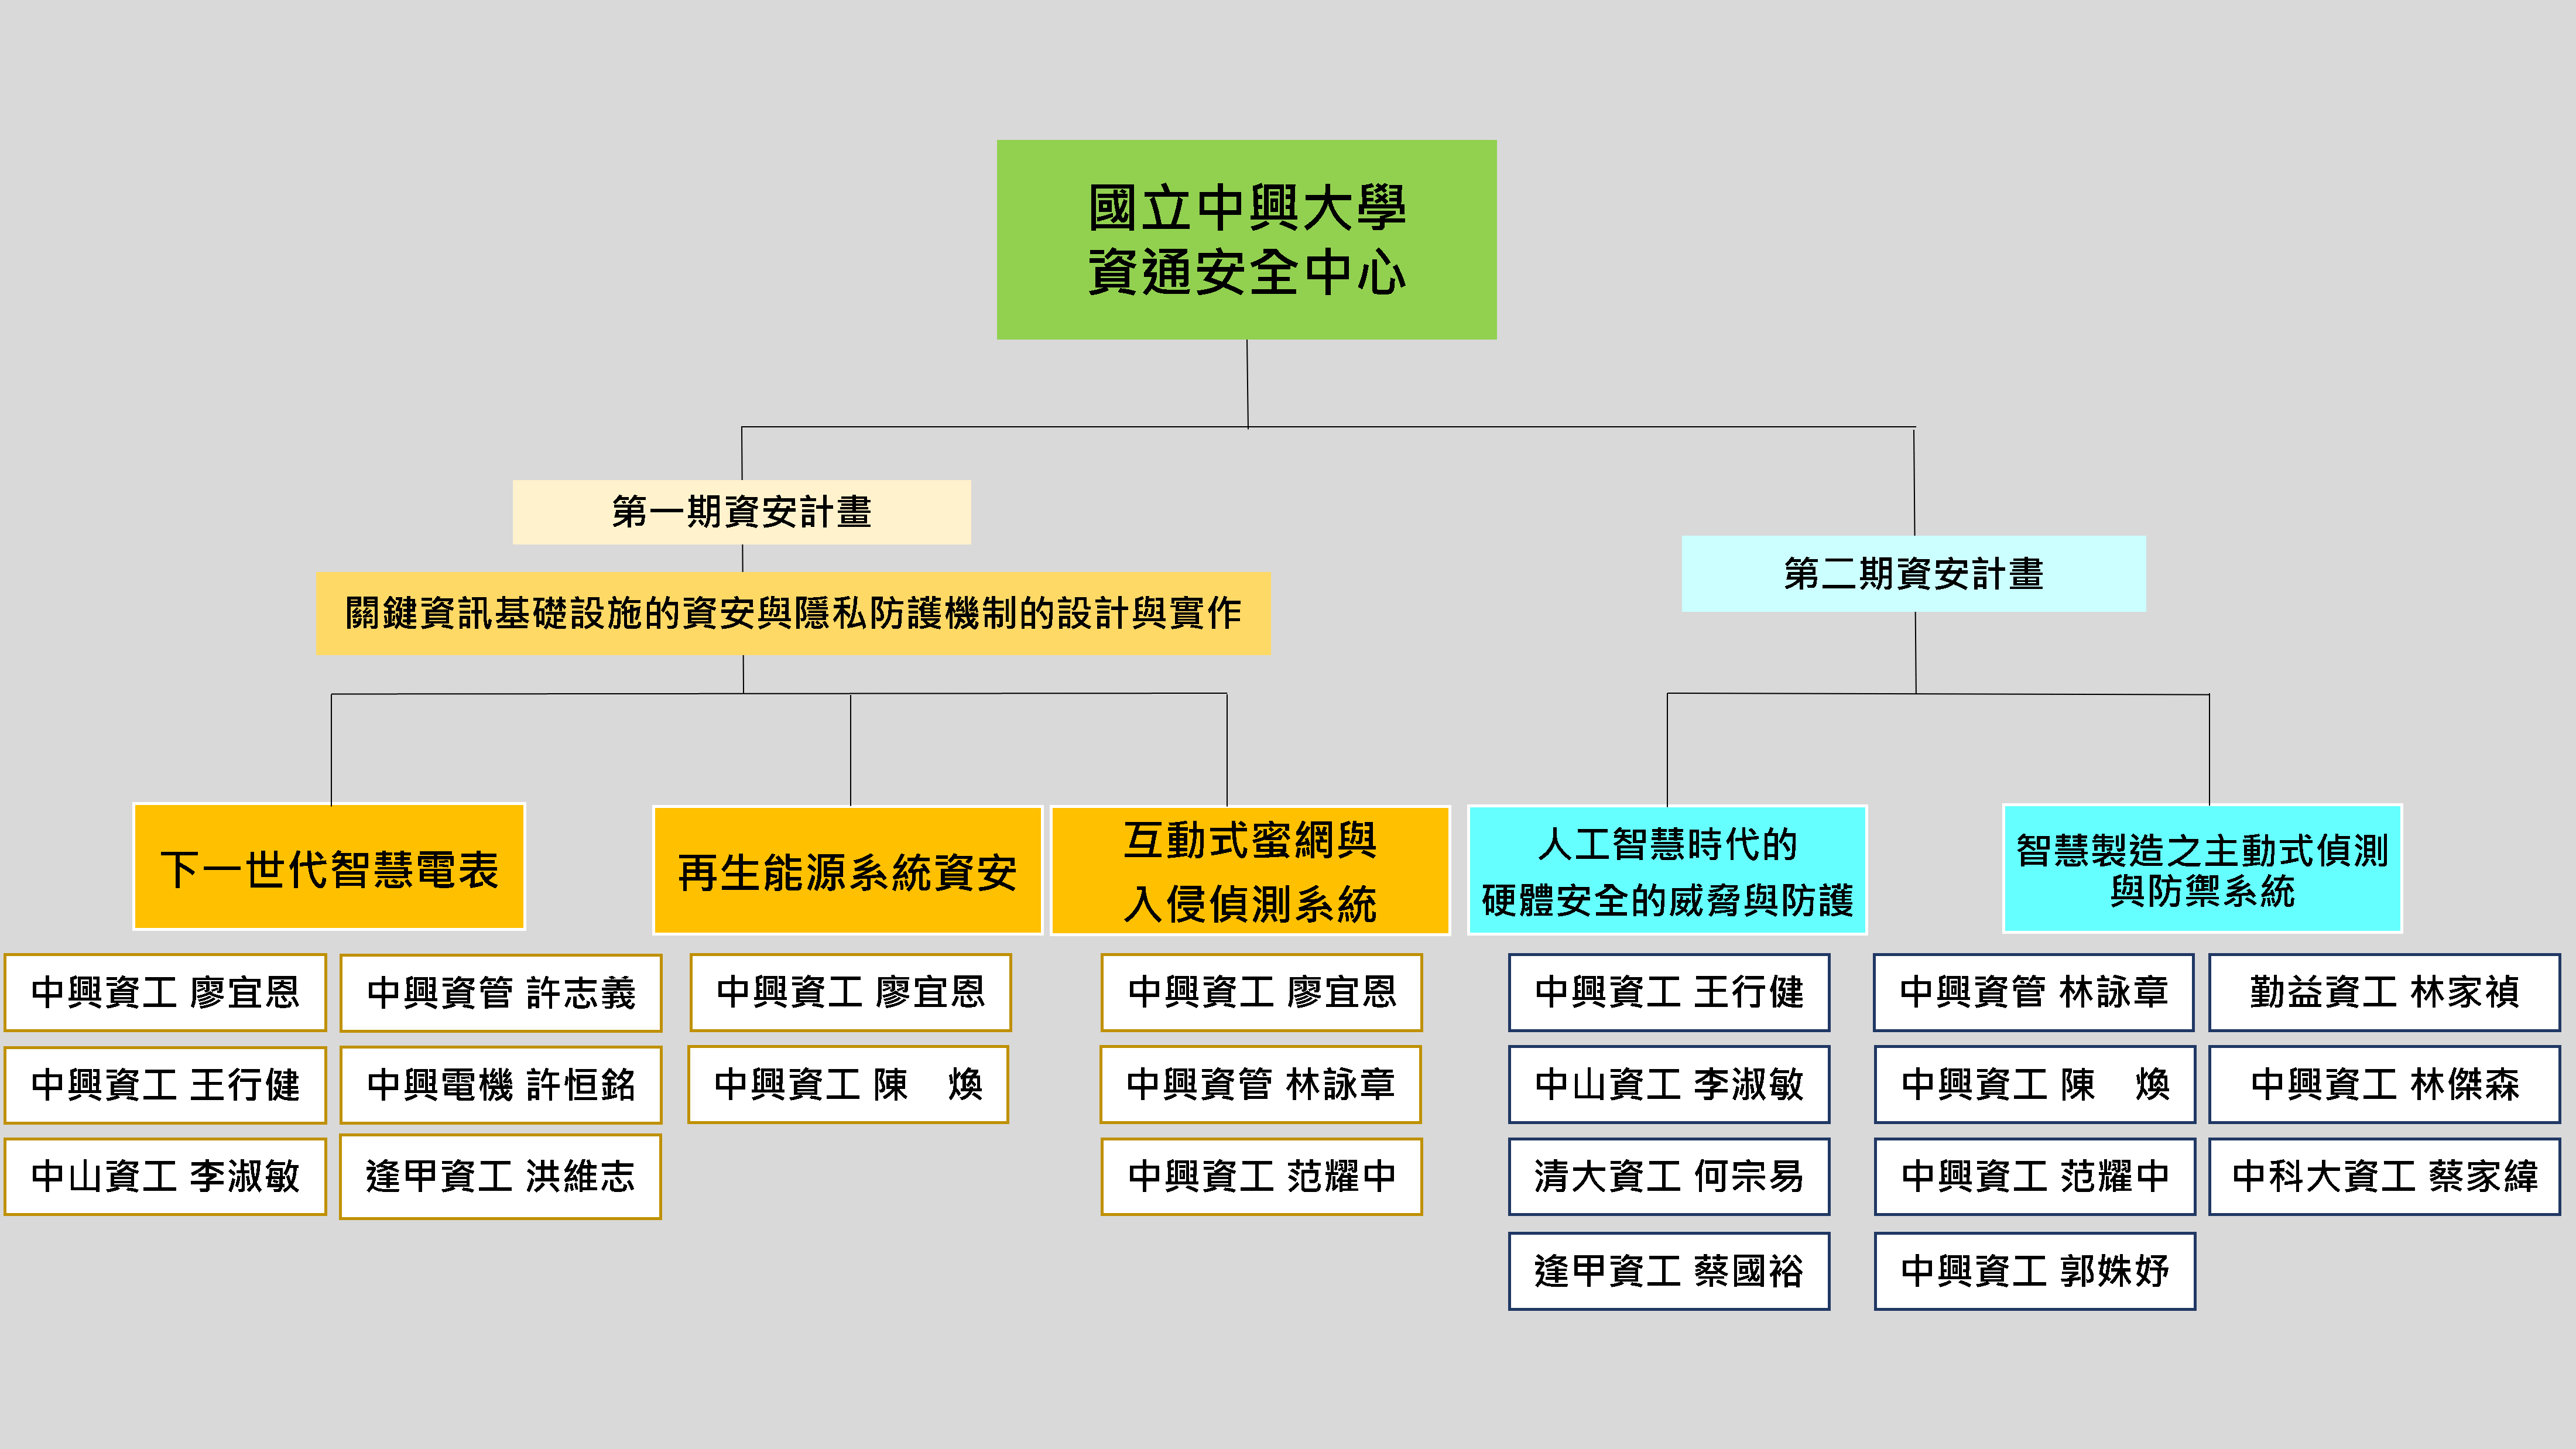 國立中興大學
資通安全中心
第一期資安計畫
關鍵資訊基礎設施的資安與隱私防護機制的設計與實作
第二期資安計畫
下一世代智慧電表
再生能源系統資安
互動式蜜網與
入侵偵測系統
人工智慧時代的
硬體安全的威脅與防護
智慧製造之主動式偵測
與防禦系統
中興資工 廖宜恩
中興資工 王行健
中山資工 李淑敏
中興資管 許志義
中興電機 許恒銘
逢甲資工 洪維志
中興資工 廖宜恩
中興資工 陳　煥
中興資工 廖宜恩
中興資管 林詠章
中興資工 范耀中
中興資工 王行健
中山資工 李淑敏
清大資工 何宗易
逢甲資工 蔡國裕
中興資管 林詠章
中興資工 陳　煥
中興資工 范耀中
中興資工 郭姝妤
勤益資工 林家禎
中興資工 林傑森
中科大資工 蔡家緯